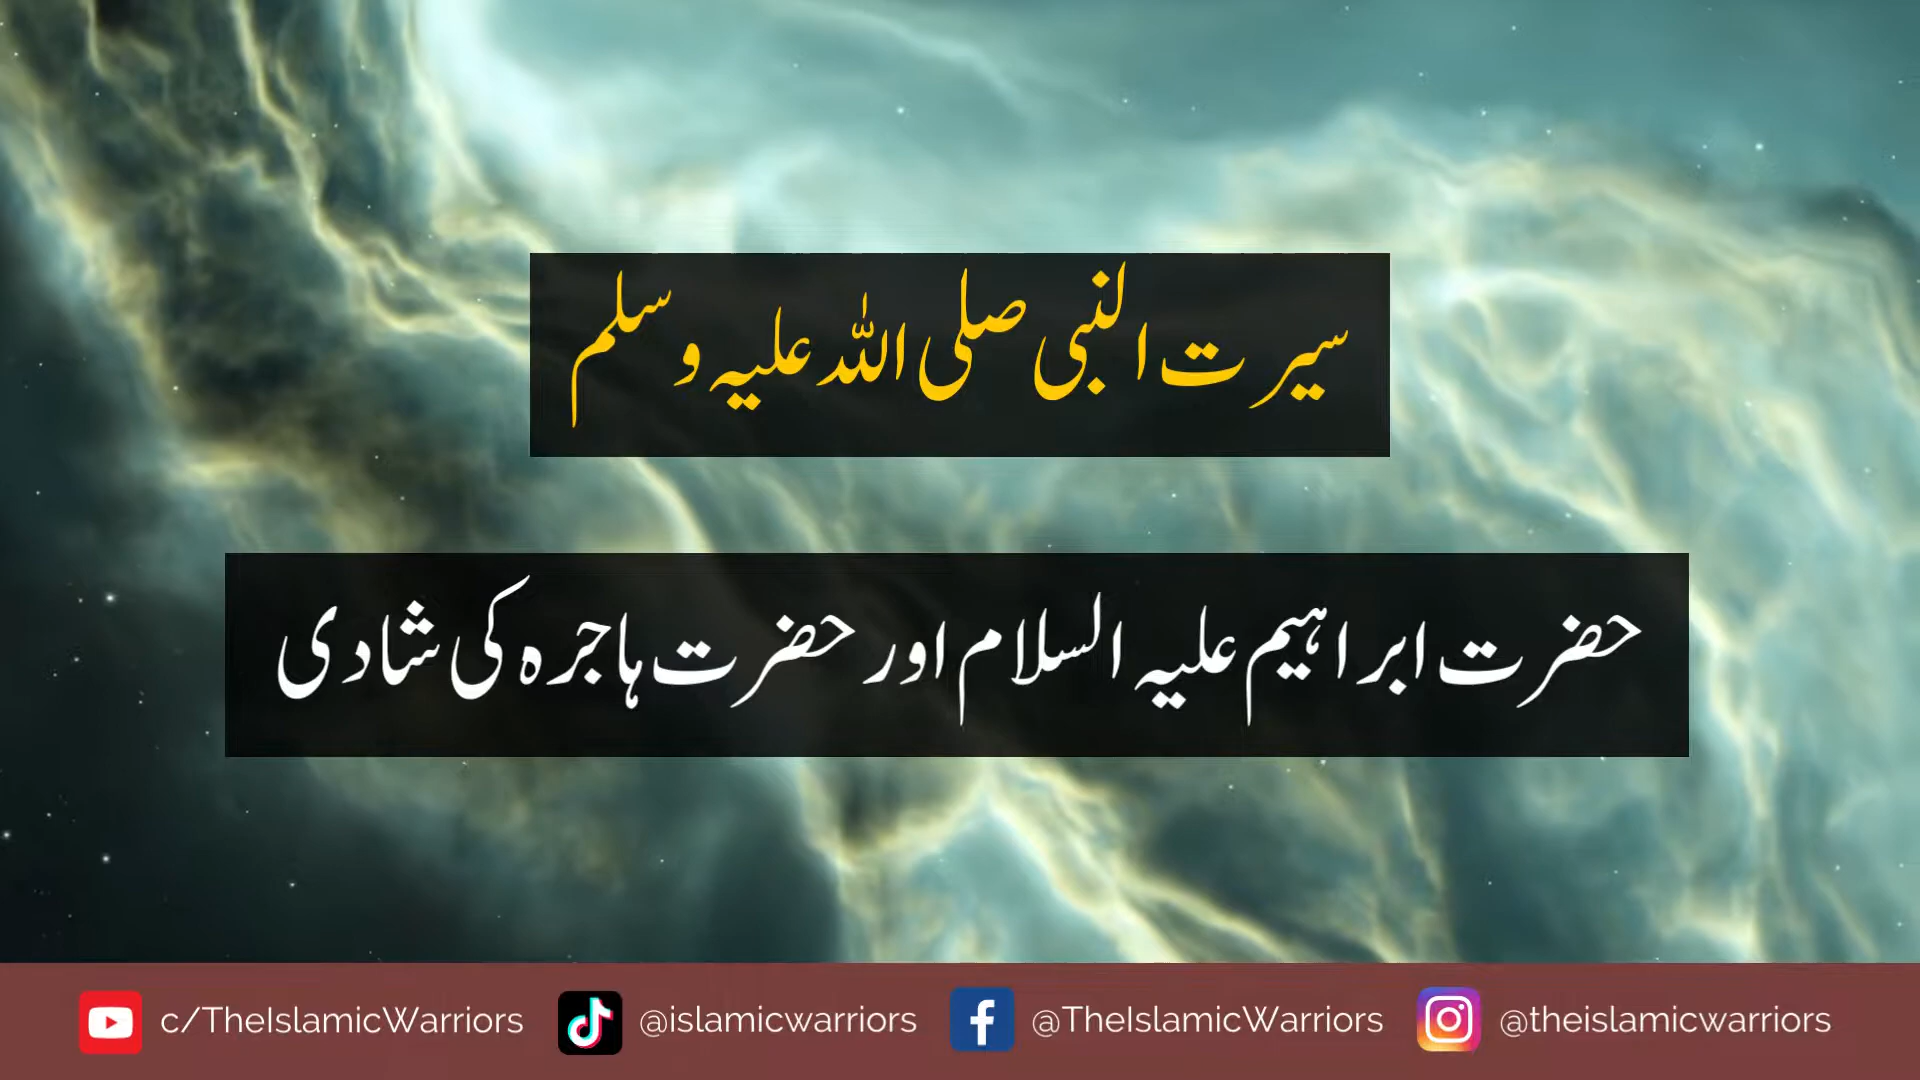 سیرت النبی صلی اللہ علیہ وسلم
حضرت ابراہیم علیہ السلام اور حضرت ہاجرہ کی شادی
c/TheIslamicWarriors @islamicwarriors @TheIslamicWarriors @theislamicwarriors